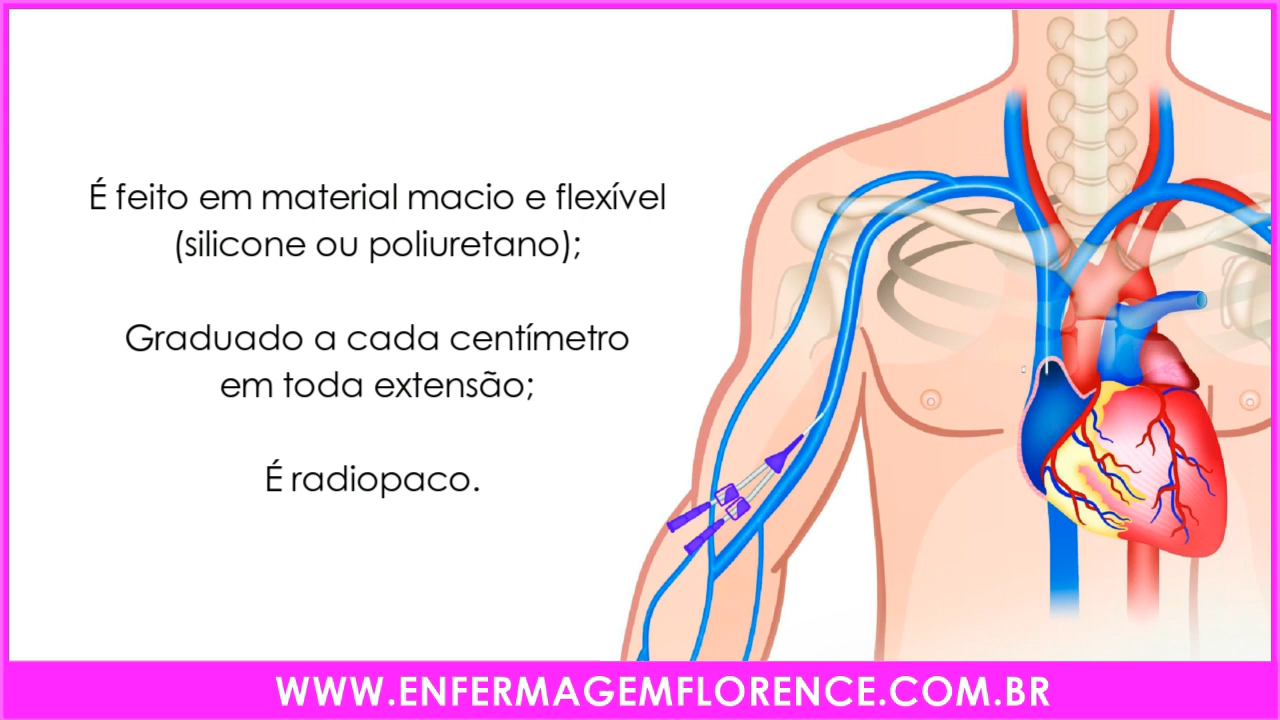 É feito em material macio e flexível
(silicone ou poliuretano);
Graduado a cada centímetro
em toda extensão;
É radiopaco.
WWW.ENFERMAGEMFLORENCE.COM.BR